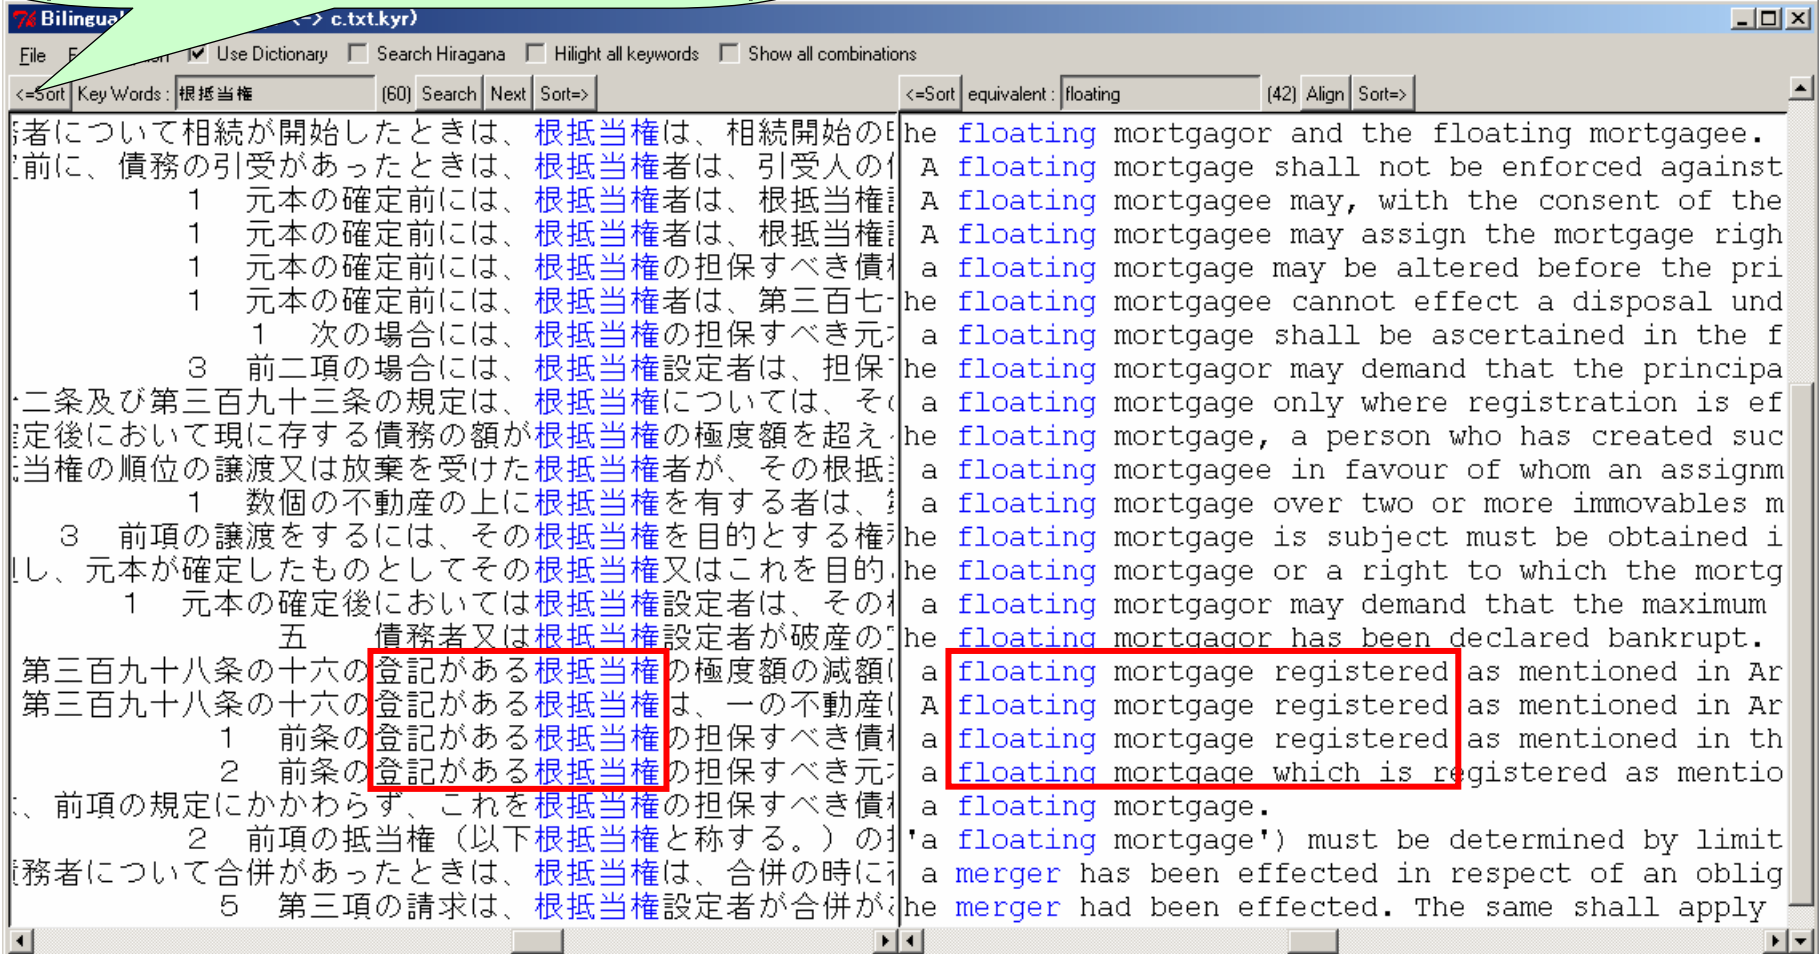 Bilingual
(-> c.txt.kyr)
File
Use Dictionary Search Hiragana Hilight all keywords Show all combinations
<=Sort Key Words : 根抵当権 (60) Search Next Sort=> <=Sort equivalent : floating (42) Align Sort=>
者について相続が開始したときは、根抵当権は、相続開始の he floating mortgagor and the floating mortgagee.
前に、債務の引受があったときは、根抵当権者は、引受人の A floating mortgage shall not be enforced against
1 元本の確定前には、根抵当権者は、根抵当権 A floating mortgagee may, with the consent of the
1 元本の確定前には、根抵当権者は、根抵当権 A floating mortgagee may assign the mortgage righ
1 元本の確定前には、根抵当権の担保すべき債 a floating mortgage may be altered before the pri
1 元本の確定前には、根抵当権者は、第三百七 he floating mortgagee cannot effect a disposal und
1 次の場合には、根抵当権の担保すべき元 a floating mortgage shall be ascertained in the f
3 前二項の場合には、根抵当権設定者は、担保 he floating mortgagor may demand that the principa
二条及び第三百九十三条の規定は、根抵当権については、そ a floating mortgage only where registration is ef
定後において現に存する債務の額が根抵当権の極度額を超え he floating mortgage, a person who has created suc
当権の順位の譲渡又は放棄を受けた根抵当権者が、その根抵 a floating mortgagee in favour of whom an assignm
1 数個の不動産の上に根抵当権を有する者は、 a floating mortgage over two or more immovables m
3 前項の譲渡をするには、その根抵当権を目的とする権 he floating mortgage is subject must be obtained i
し、元本が確定したものとしてその根抵当権又はこれを目的 he floating mortgage or a right to which the mortg
1 元本の確定後においては根抵当権設定者は、その a floating mortgagor may demand that the maximum
五 債務者又は根抵当権設定者が破産の he floating mortgagor has been declared bankrupt.
第三百九十八条の十六の登記がある根抵当権の極度額の減額 a floating mortgage registered as mentioned in Ar
第三百九十八条の十六の登記がある根抵当権は、一の不動産 A floating mortgage registered as mentioned in Ar
1 前条の登記がある根抵当権の担保すべき債 a floating mortgage registered as mentioned in th
2 前条の登記がある根抵当権の担保すべき元 a floating mortgage which is registered as mentio
、前項の規定にかかわらず、これを根抵当権の担保すべき債 a floating mortgage.
2 前項の抵当権（以下根抵当権と称する。）の 'a floating mortgage') must be determined by limit
務者について合併があったときは、根抵当権は、合併の時に a merger has been effected in respect of an oblig
5 第三項の請求は、根抵当権設定者が合併が he merger had been effected. The same shall apply